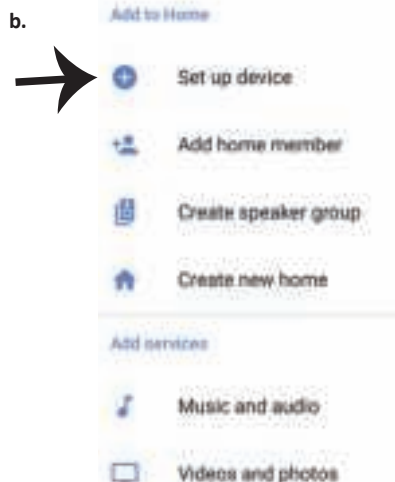 b.
Add to Home
Set up device
Add home member
Create speaker group
Create new home
Add services
Music and audio
Videos and photos